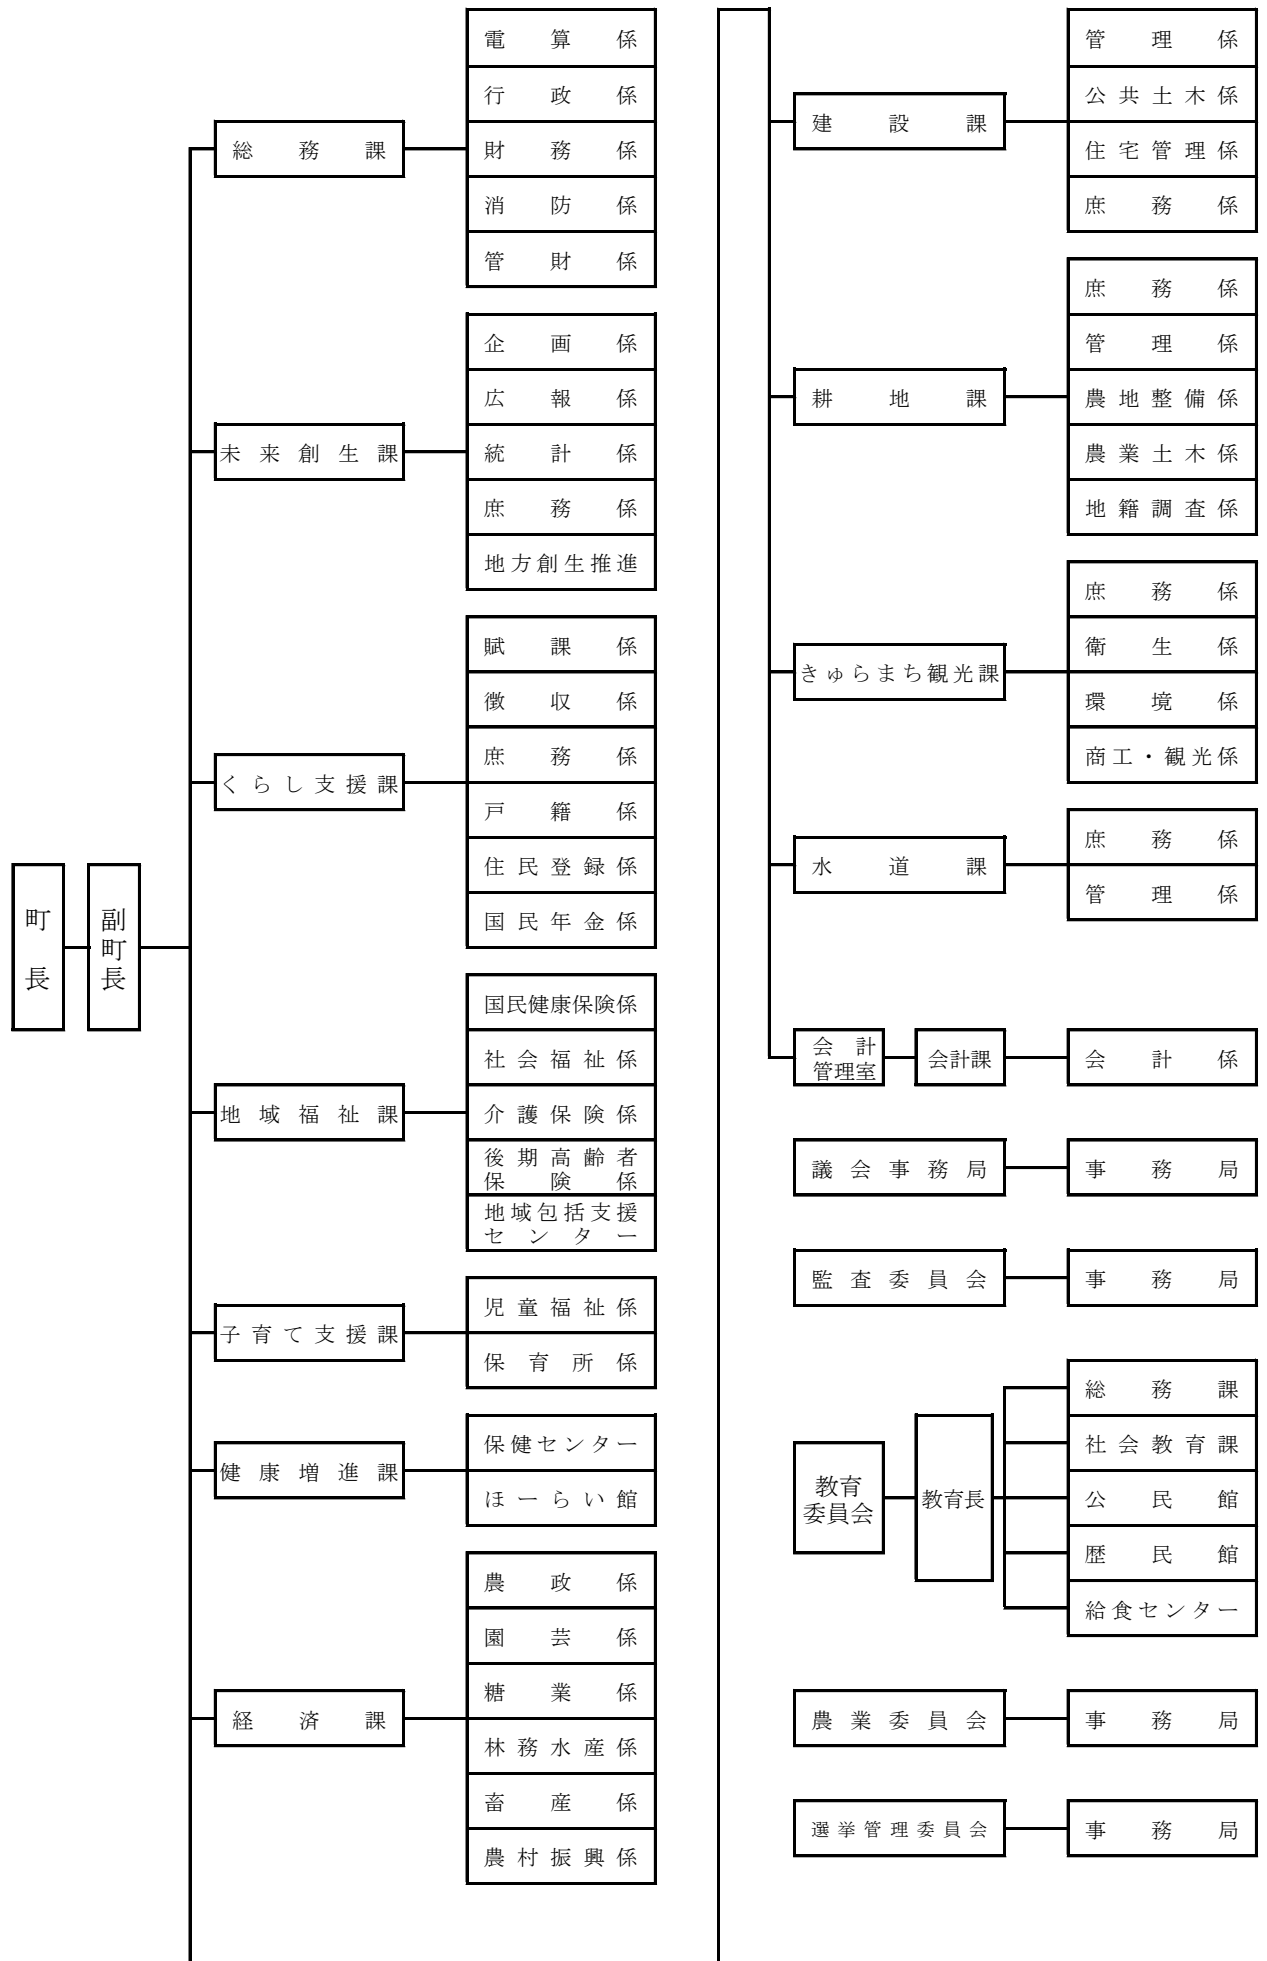 町長
副町長
総務課
電算係
行政係
財務係
消防係
管財係
未来創生課
企画係
広報係
統計係
庶務係
地方創生推進
くらし支援課
賦課係
徴収係
庶務係
戸籍係
住民登録係
国民年金係
地域福祉課
国民健康保険係
社会福祉係
介護保険係
後期高齢者
保険係
地域包括支援
センター
子育て支援課
児童福祉係
保育所係
健康増進課
保健センター
ほーらい館
経済課
農政係
園芸係
糖業係
林務水産係
畜産係
農村振興係
建設課
管理係
公共土木係
住宅管理係
庶務係
耕地課
庶務係
管理係
農地整備係
農業土木係
地籍調査係
きゅらまち観光課
庶務係
衛生係
環境係
商工・観光係
水道課
庶務係
管理係
会計
管理室
会計課
会計係
議会事務局
事務局
監査委員会
事務局
教育
委員会
教育長
総務課
社会教育課
公民館
歴民館
給食センター
農業委員会
事務局
選挙管理委員会
事務局